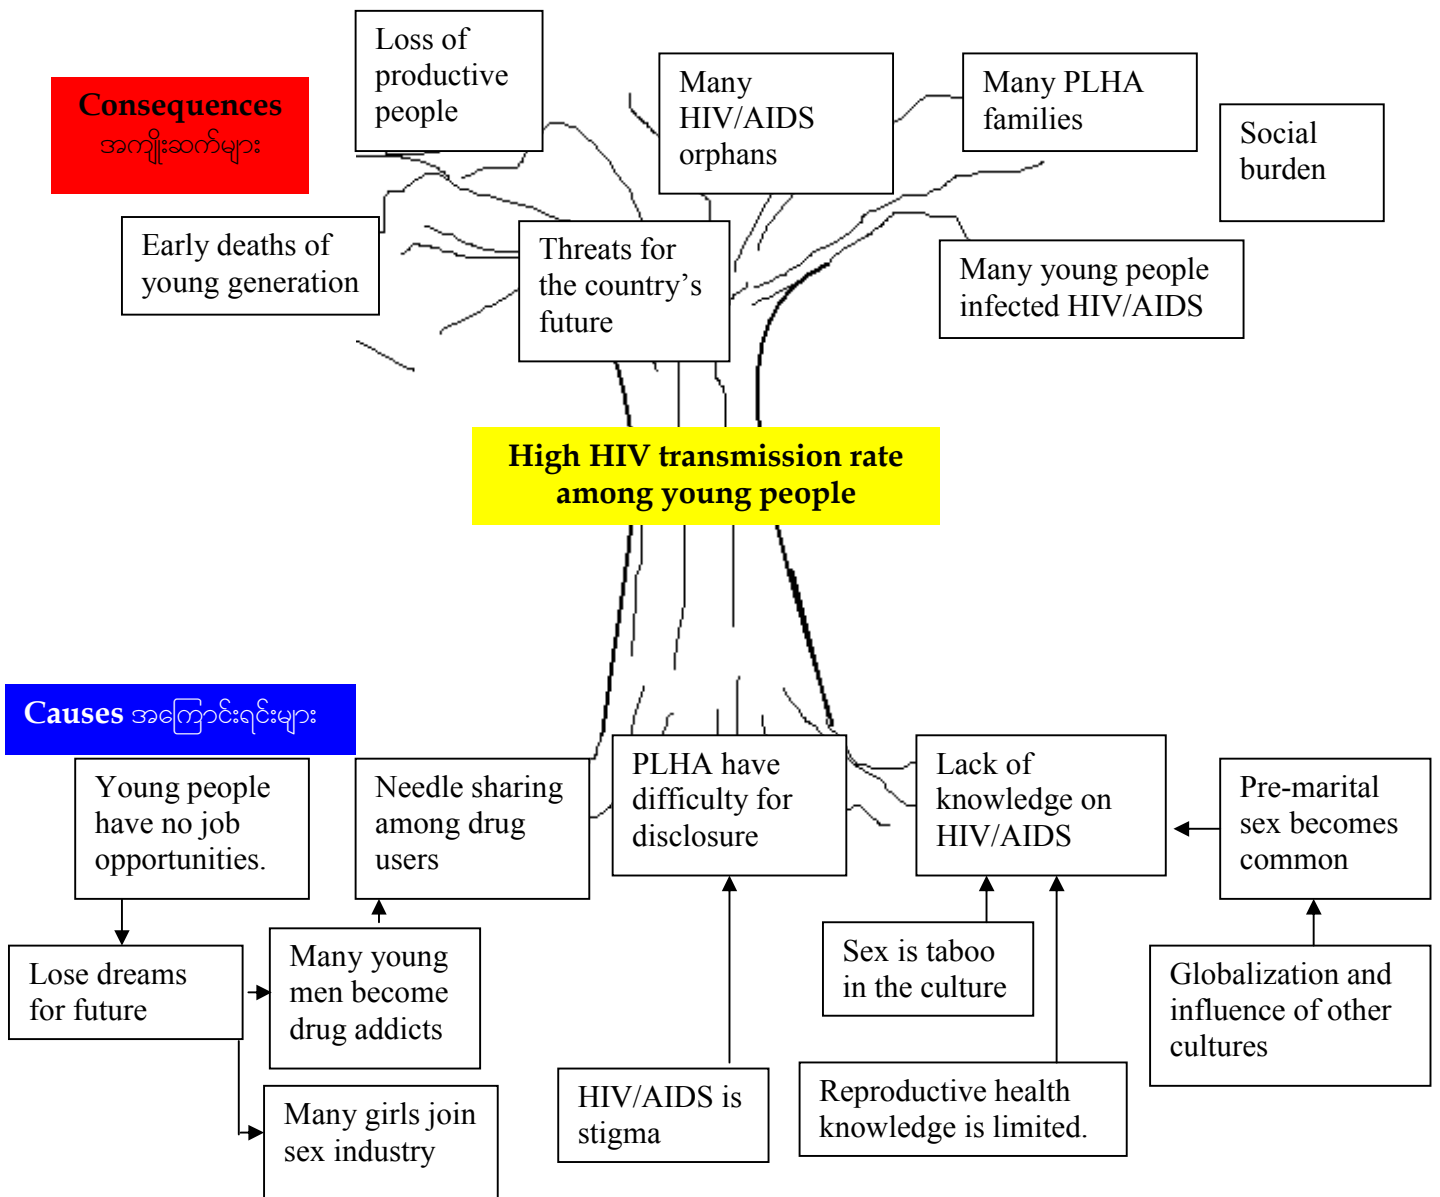 Loss of
productive
people
Many
HIV/AIDS
orphans
Many PLHA
families
Social
burden
Consequences
အကျိုးဆက်များ
Early deaths of
young generation
Threats for
the country’s
future
Many young people
infected HIV/AIDS
High HIV transmission rate
among young people
Causes အကြောင်းရင်းများ
Young people
have no job
opportunities.
Needle sharing
among drug
users
PLHA have
difficulty for
disclosure
Lack of
knowledge on
HIV/AIDS
Pre-marital
sex becomes
common
Lose dreams
for future
Many young
men become
drug addicts
Sex is taboo
in the culture
Globalization and
influence of other
cultures
Many girls join
sex industry
HIV/AIDS is
stigma
Reproductive health
knowledge is limited.